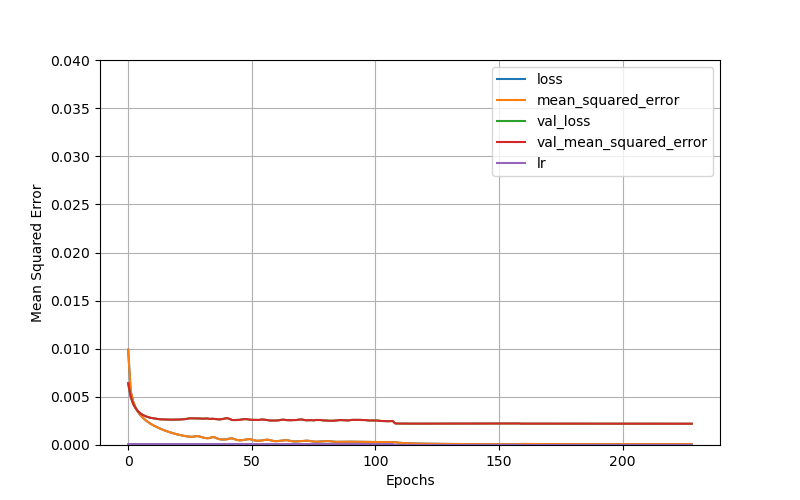 0.040
0.035
0.030
0.025
0.020
0.015
0.010
0.005
0.000
Mean Squared Error
loss
mean_squared_error
val_loss
val_mean_squared_error
lr
0 50 100 150 200
Epochs